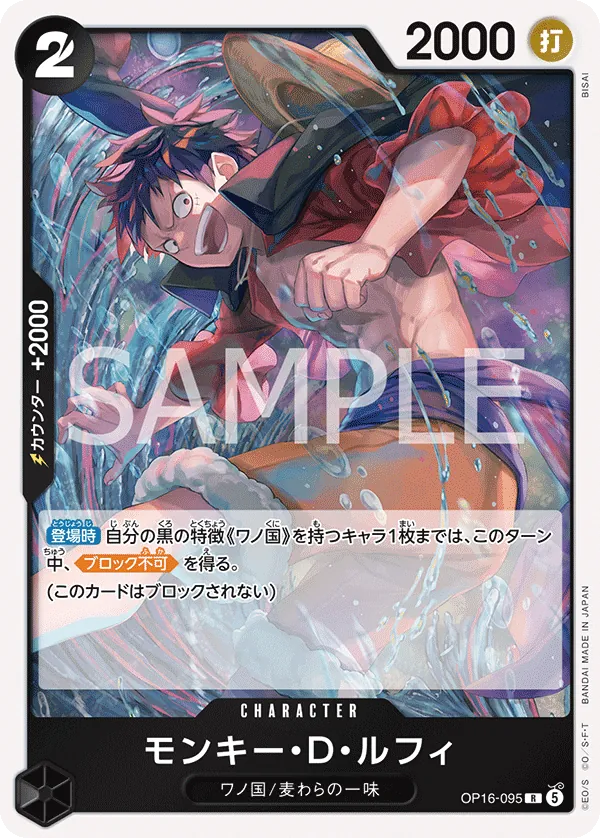 2
2000
打
BISAI
カウンター +2000
SAMPLE
登場時 自分の黒の特徴《ワノ国》を持つキャラ1枚までは、このターン
中、ブロック不可 を得る。
(このカードはブロックされない)
CHARACTER
モンキー・D・ルフィ
ワノ国/麦わらの一味
OP16-095 R 5
©E.O/S ©O/S・F・T BANDAI MADE IN JAPAN